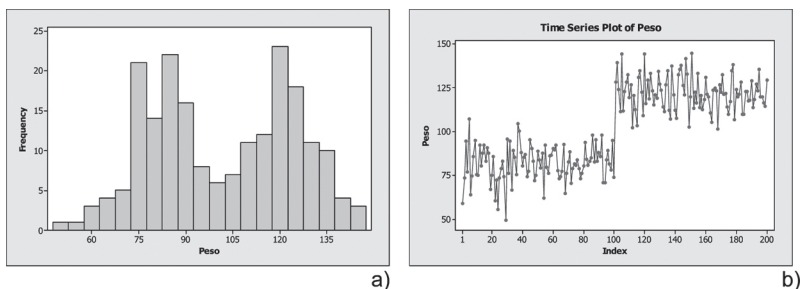 25
20
15
10
5
0
Frequency
60 75 90 105 120 135
Peso
a)
Time Series Plot of Peso
150
125
100
75
50
Peso
1 20 40 60 80 100 120 140 160 180 200
Index
b)